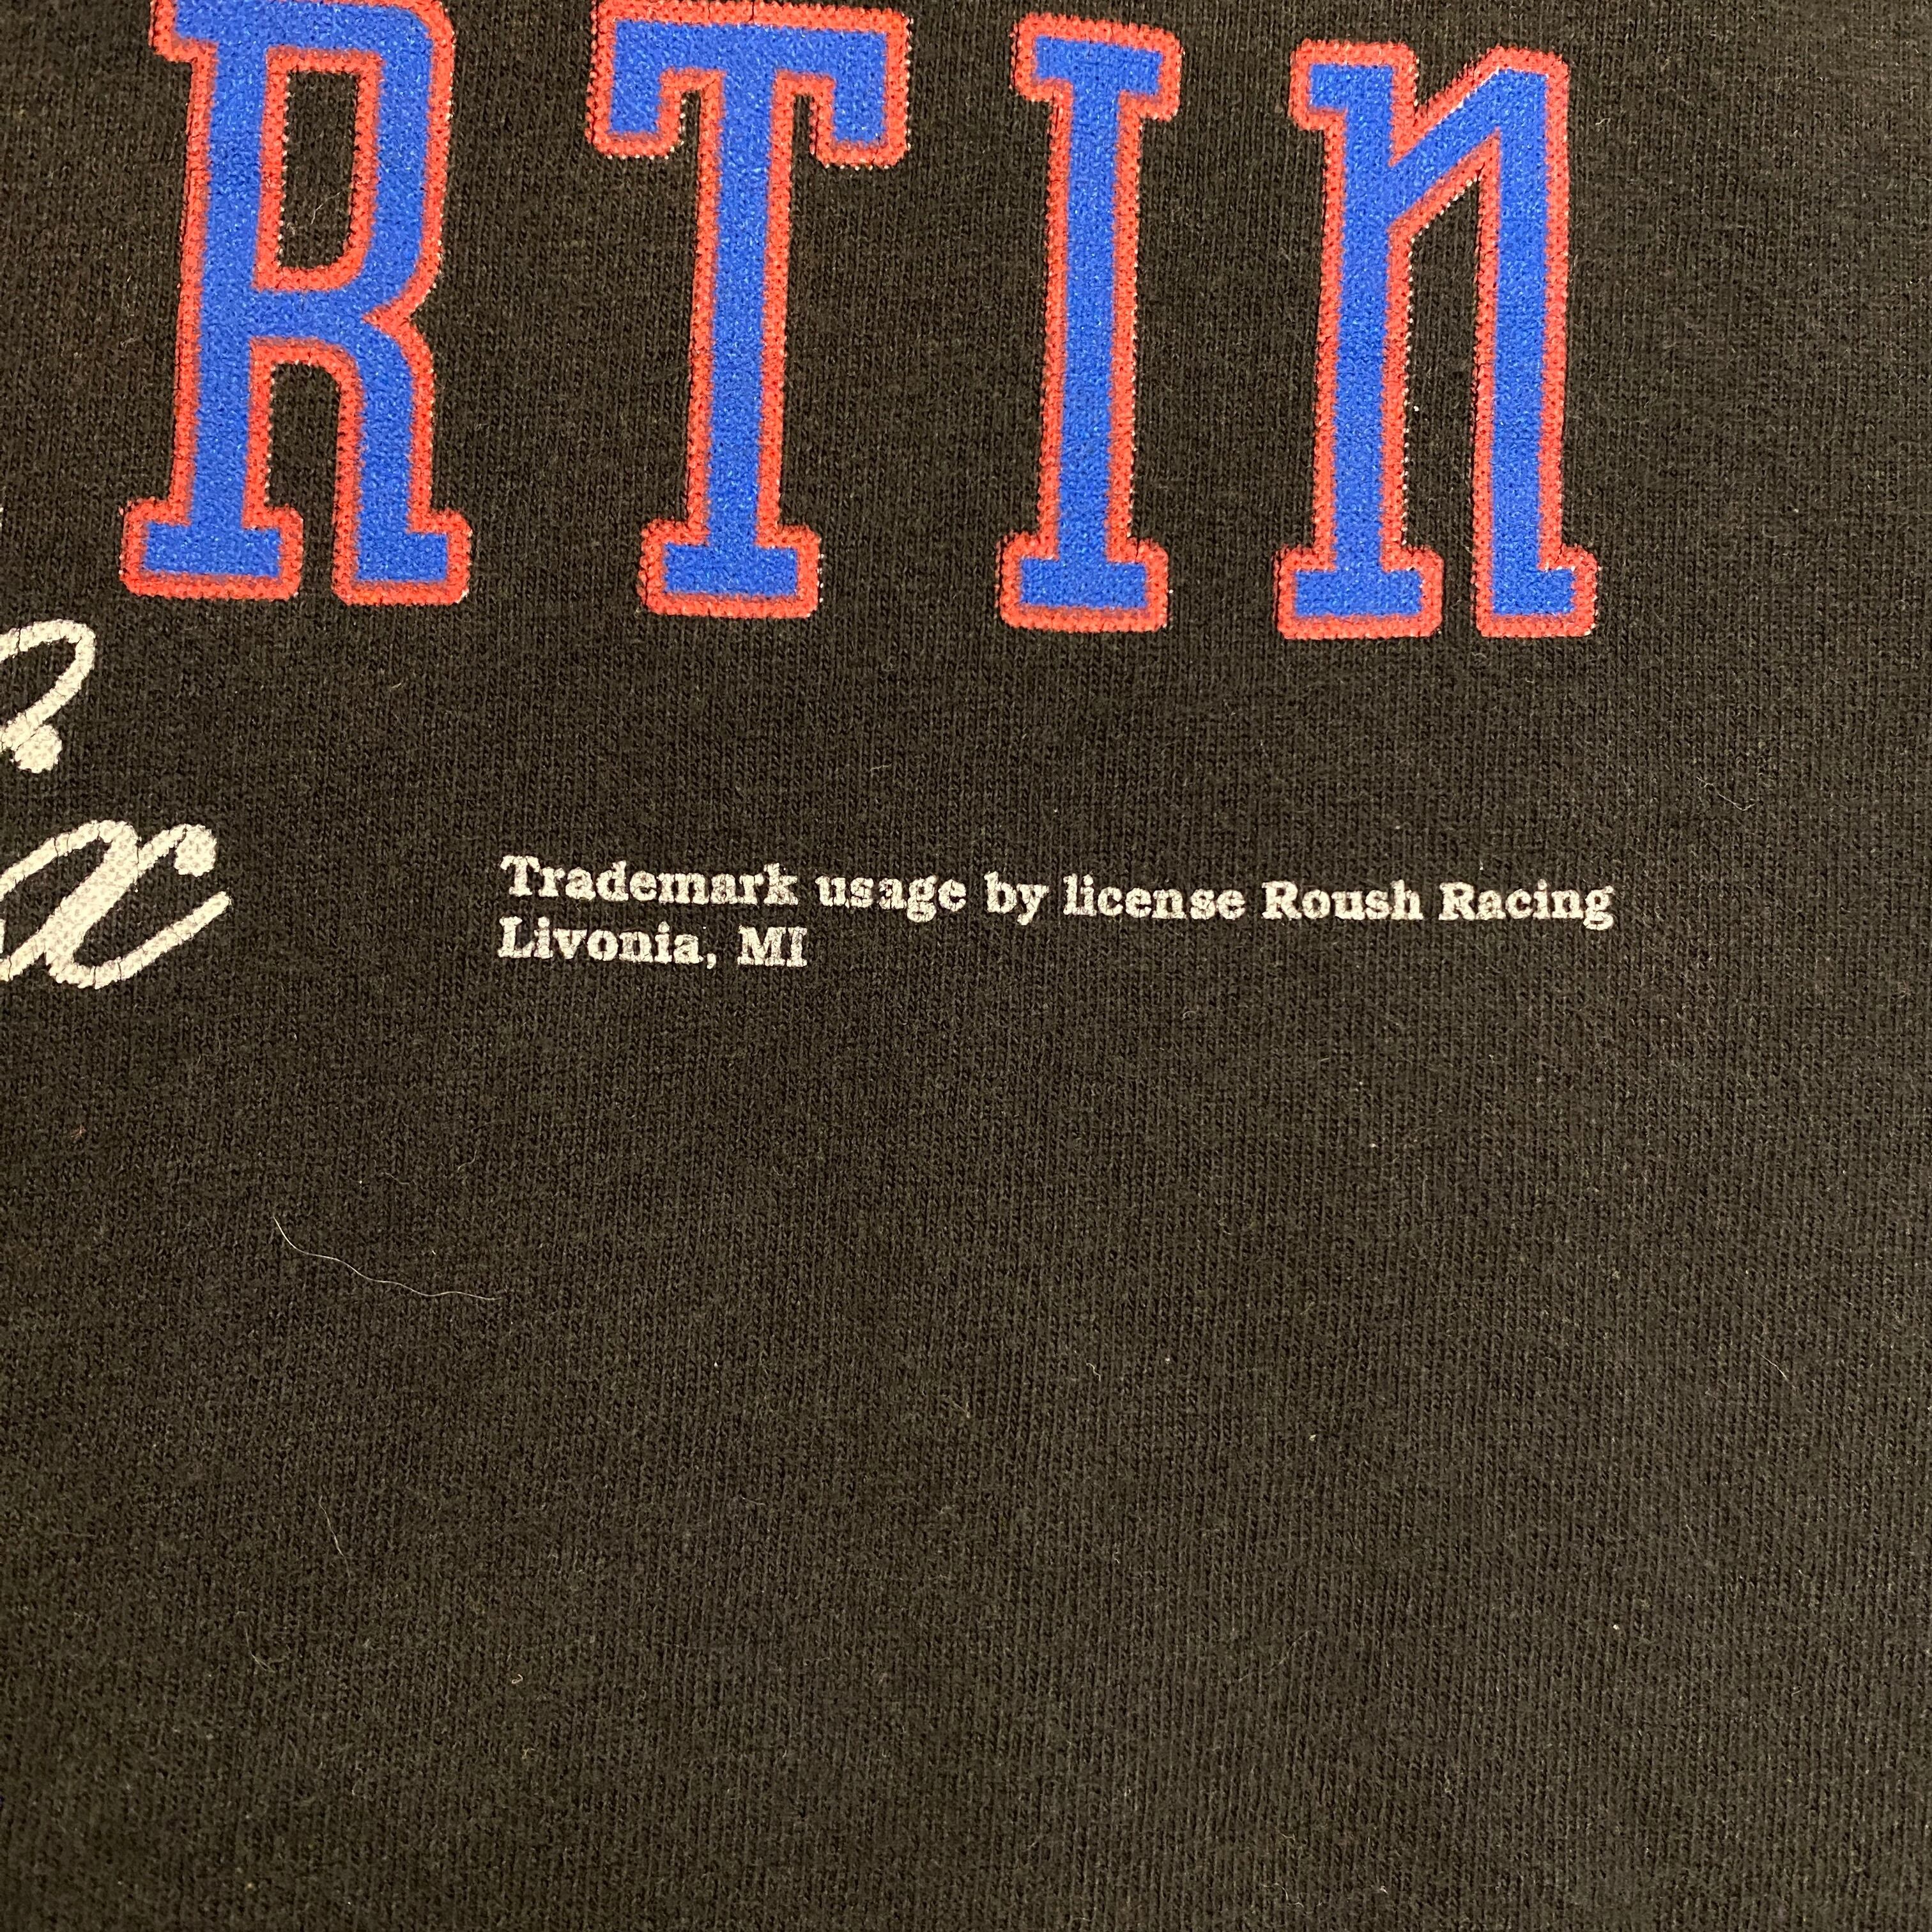 RTIN
x
Trademark usage by license Roush Racing
Livonia, MI